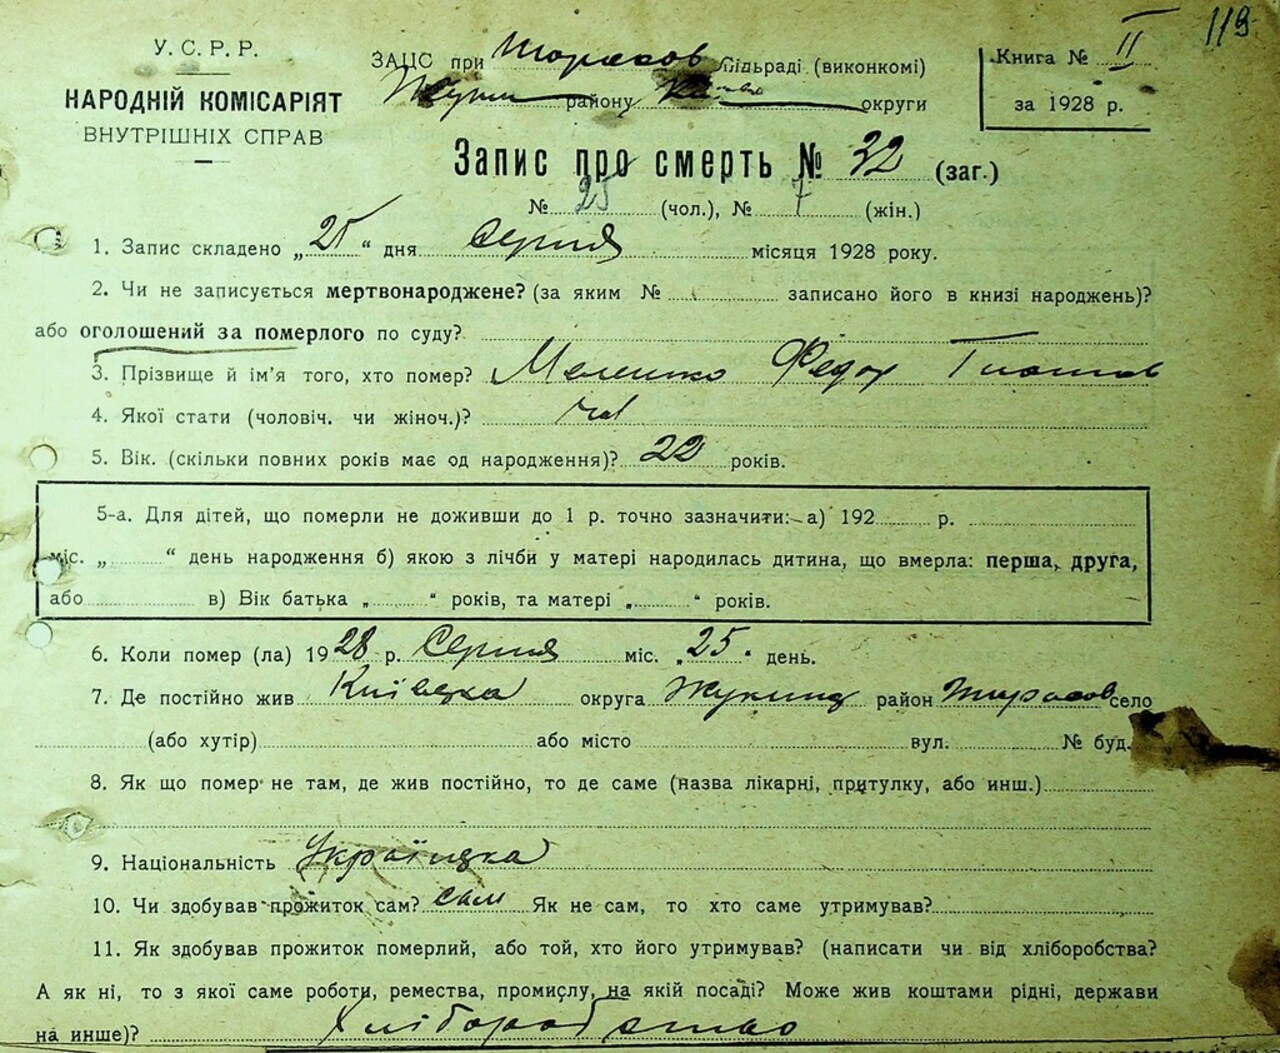 119
У. С. Р. Р.
НАРОДНІЙ КОМІСАРІЯТ
ВНУТРІШНІХ СПРАВ
ЗАЦС при сільраді (виконкомі)
району округи
Книга № II
за 1928 р.
Запис про смерть № 32 (заг.)
№ 25 (чол.), № 7 (жін.)
1. Запис складено „ 25 “ дня Серпня місяця 1928 року.
2. Чи не записується мертвонароджене? (за яким № записано його в книзі народжень)?
або оголошений за померлого по суду?
3. Прізвище й ім’я того, хто помер? Федор
4. Якої стати (чоловіч. чи жіноч.)? чол
5. Вік. (скільки повних років має од народження)? 22 років.
5-а. Для дітей, що померли не доживши до 1 р. точно зазначити: а) 192 р.
міс. „ “ день народження б) якою з лічби у матері народилась дитина, що вмерла: перша, друга,
або в) Вік батька „ “ років, та матері „ “ років.
6. Коли помер (ла) 1928 р. Серпня міс. „25“ день.
7. Де постійно жив Київська округа район село
(або хутір) або місто вул. № буд.
8. Як що помер не там, де жив постійно, то де саме (назва лікарні, притулку, або инш.)
9. Національність Українка
10. Чи здобував прожиток сам? сам Як не сам, то хто саме утримував?
11. Як здобував прожиток померлий, або той, хто його утримував? (написати чи від хліборобства?
А як ні, то з якої саме роботи, ремества, промислу, на якій посаді? Може жив коштами рідні, держави
на инше)? Хліборобство